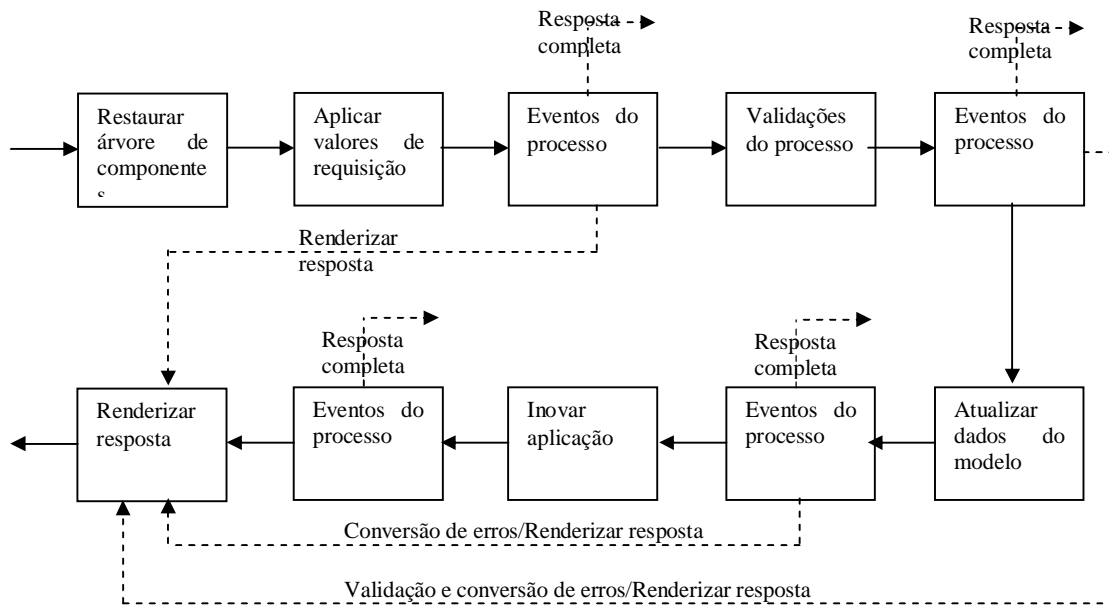 Resposta
completa
Resposta
completa
Restaurar
árvore de
componente
s
Aplicar
valores de
requisição
Eventos do
processo
Validações
do processo
Eventos do
processo
Renderizar
resposta
Resposta
completa
Resposta
completa
Renderizar
resposta
Eventos do
processo
Inovar
aplicação
Eventos do
processo
Atualizar
dados do
modelo
Conversão de erros/Renderizar resposta
Validação e conversão de erros/Renderizar resposta